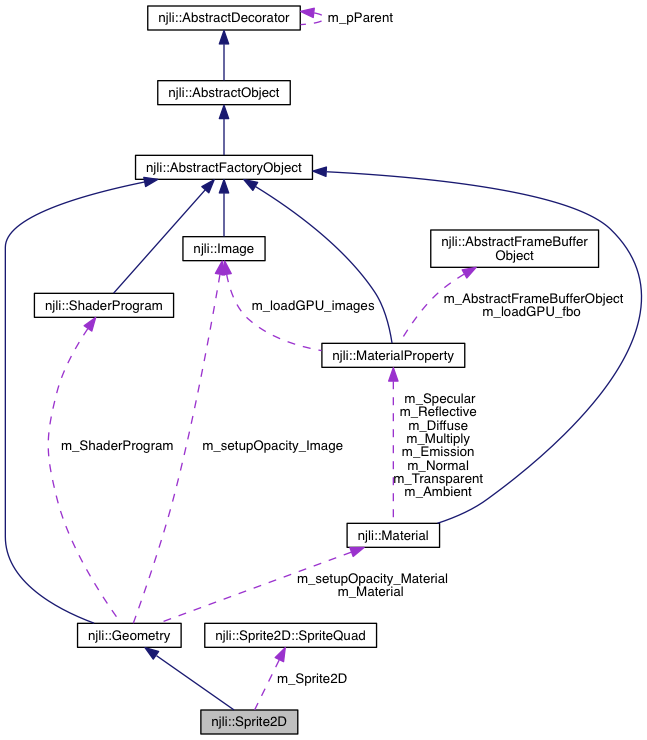 njli::AbstractDecorator
m_pParent
njli::AbstractObject
njli::AbstractFactoryObject
njli::Image
njli::AbstractFrameBuffer
Object
njli::ShaderProgram
m_loadGPU_images
m_AbstractFrameBufferObject
m_loadGPU_fbo
njli::MaterialProperty
m_ShaderProgram
m_setupOpacity_Image
m_Specular
m_Reflective
m_Diffuse
m_Multiply
m_Emission
m_Normal
m_Transparent
m_Ambient
njli::Material
m_setupOpacity_Material
m_Material
njli::Geometry
njli::Sprite2D::SpriteQuad
m_Sprite2D
njli::Sprite2D